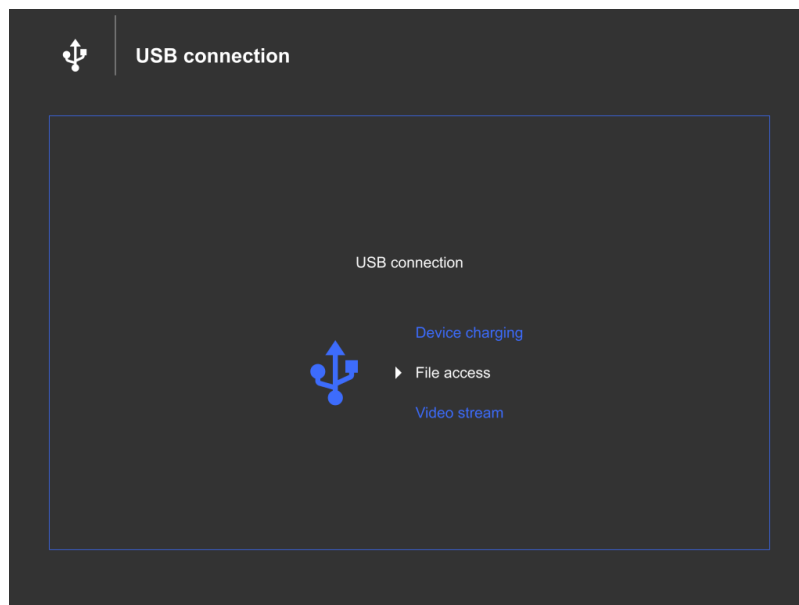 USB connection
USB connection
Device charging
File access
Video stream